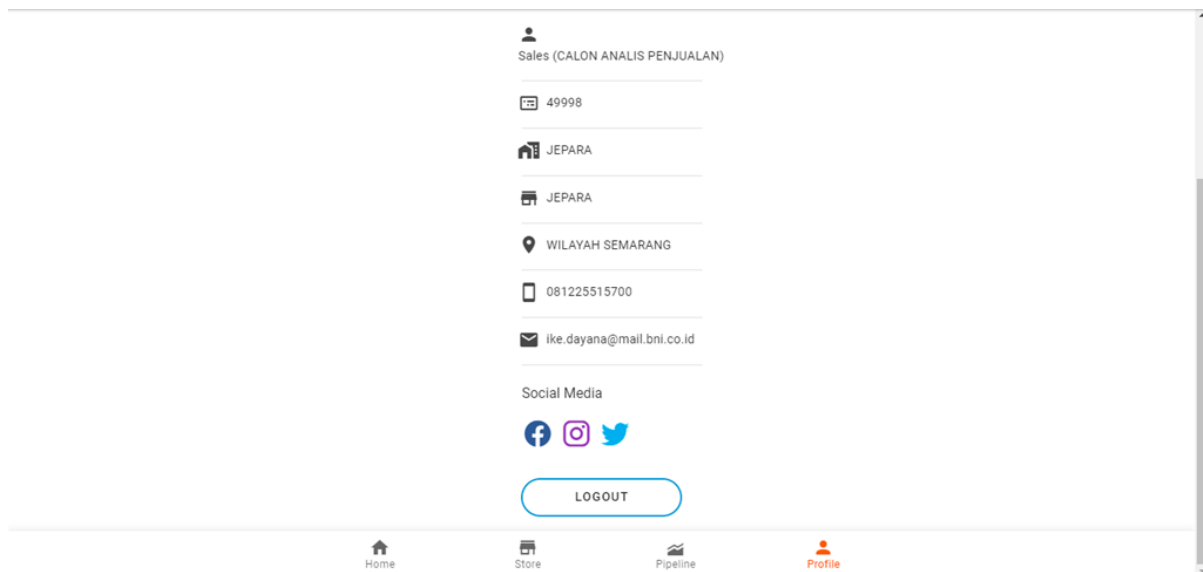 Sales (CALON ANALIS PENJUALAN)
49998
JEPARA
JEPARA
WILAYAH SEMARANG
081225515700
ike.dayana@mail.bni.co.id
Social Media
LOGOUT
Home
Store
Pipeline
Profile